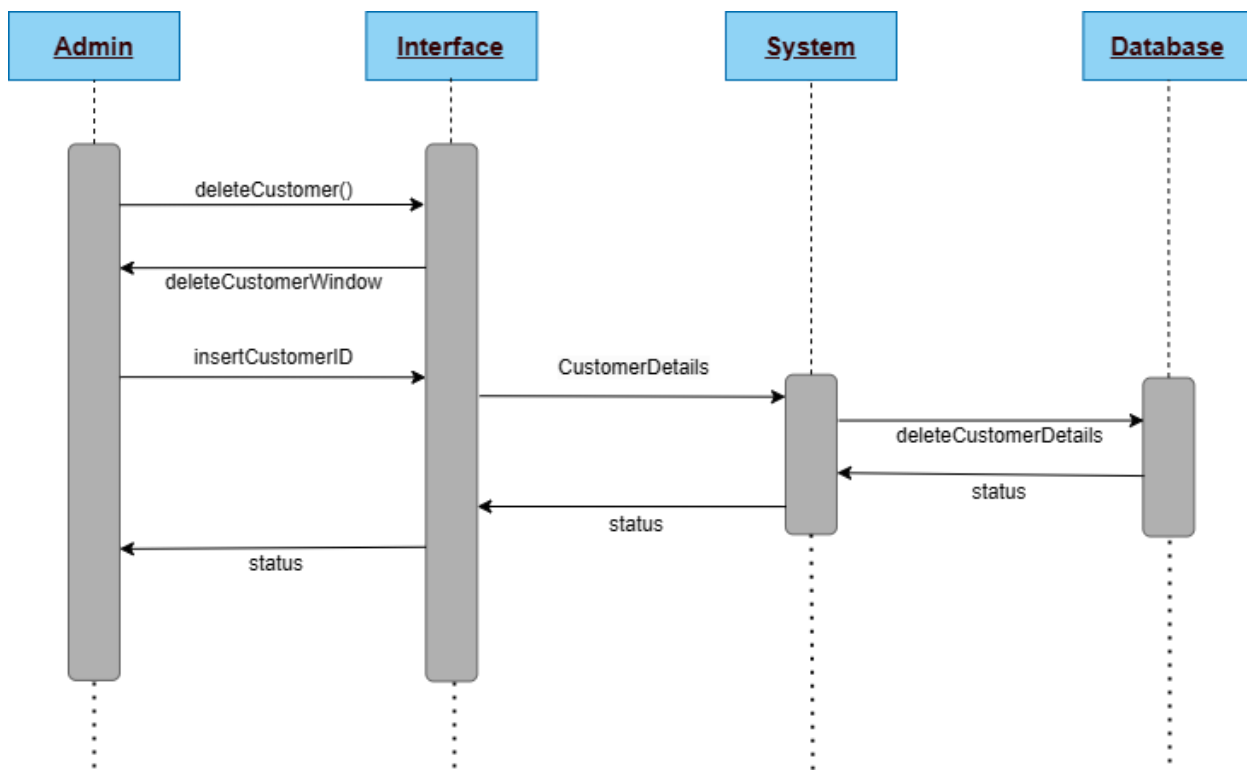 Admin
Interface
System
Database
deleteCustomer()
deleteCustomerWindow
insertCustomerID
CustomerDetails
deleteCustomerDetails
status
status
status